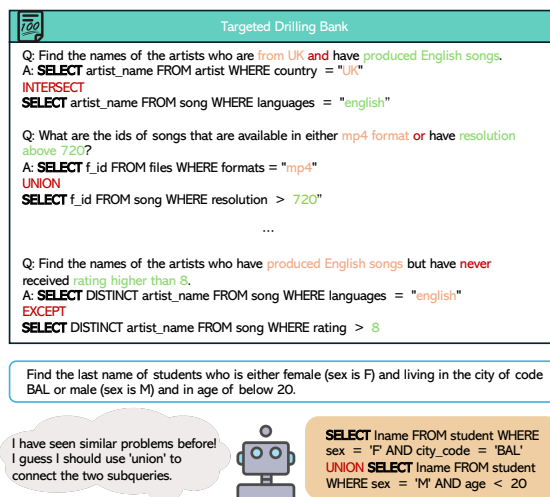 100
Targeted Drilling Bank
Q: Find the names of the artists who are from UK and have produced English songs.
A: SELECT artist_name FROM artist WHERE country = "UK"
INTERSECT
SELECT artist_name FROM song WHERE languages = "english"
Q: What are the ids of songs that are available in either mp4 format or have resolution
above 720?
A: SELECT f_id FROM files WHERE formats = "mp4"
UNION
SELECT f_id FROM song WHERE resolution > 720"
...
Q: Find the names of the artists who have produced English songs but have never
received rating higher than 8.
A: SELECT DISTINCT artist_name FROM song WHERE languages = "english"
EXCEPT
SELECT DISTINCT artist_name FROM song WHERE rating > 8
Find the last name of students who is either female (sex is F) and living in the city of code
BAL or male (sex is M) and in age of below 20.
I have seen similar problems before!
I guess I should use 'union' to
connect the two subqueries.
SELECT lname FROM student WHERE
sex = 'F' AND city_code = 'BAL'
UNION SELECT lname FROM student
WHERE sex = 'M' AND age < 20